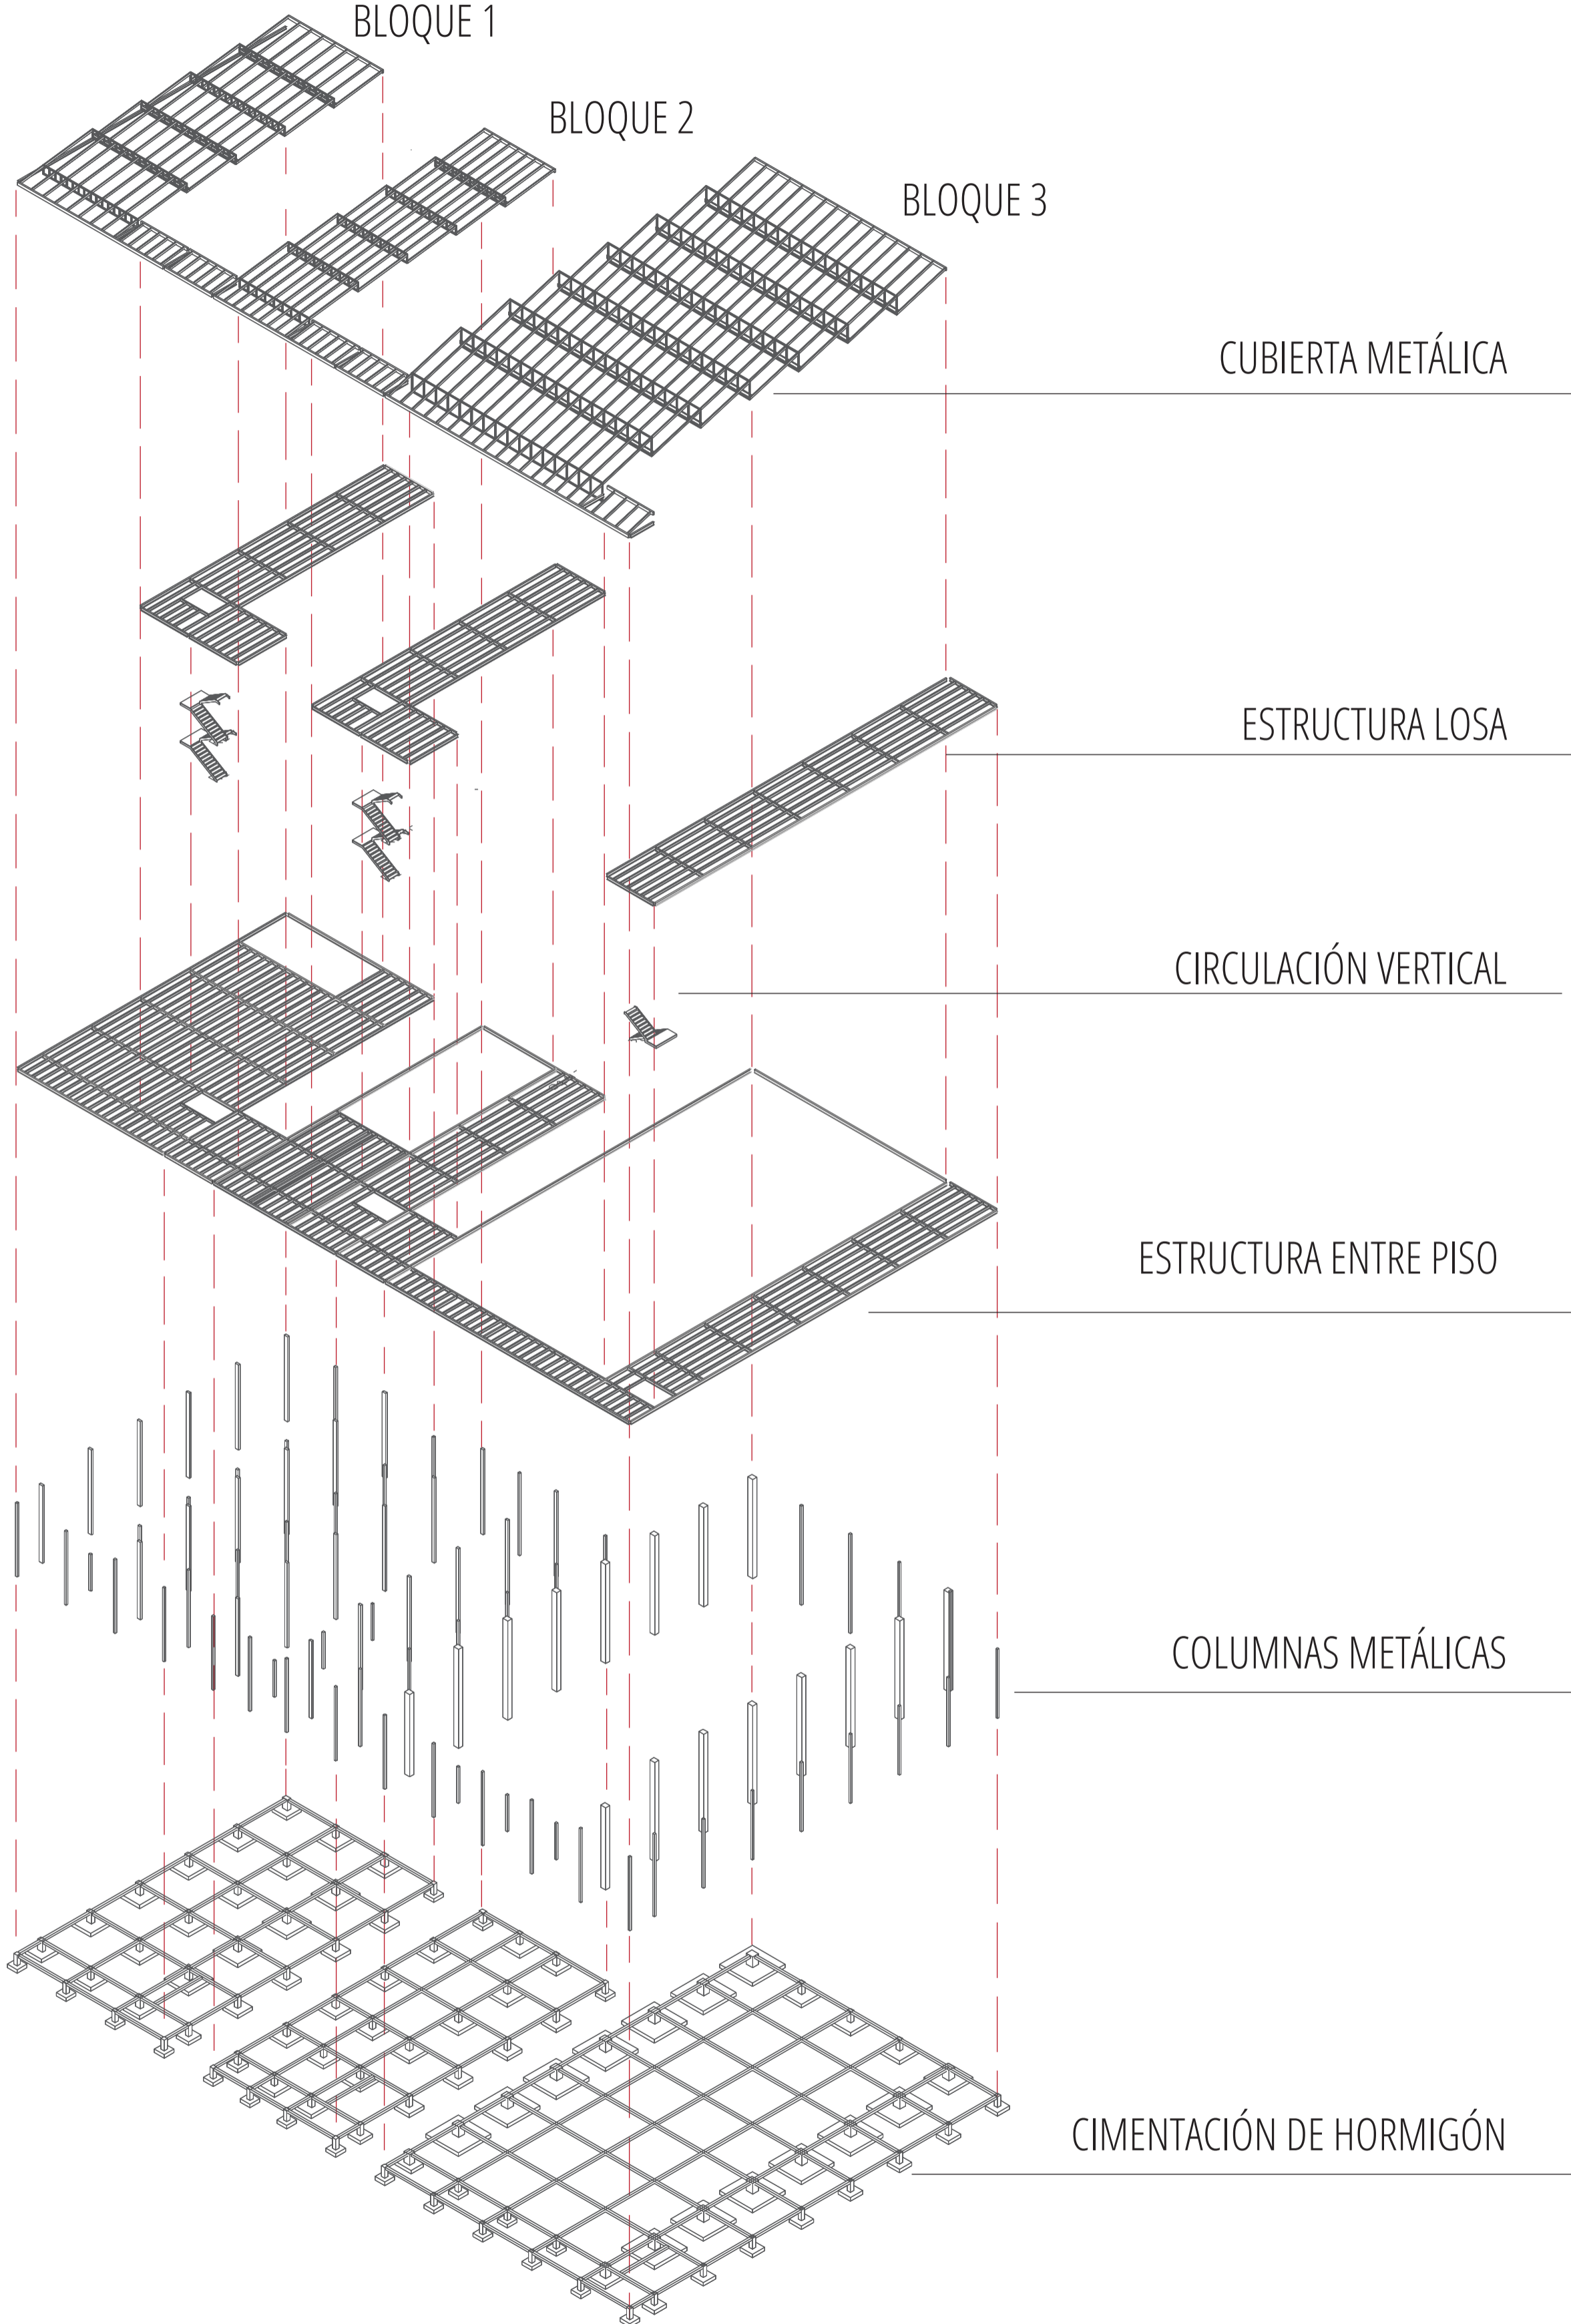 BLOQUE 1
BLOQUE 2
BLOQUE 3
CUBIERTA METÁLICA
ESTRUCTURA LOSA
CIRCULACIÓN VERTICAL
ESTRUCTURA ENTRE PISO
COLUMNAS METÁLICAS
CIMENTACIÓN DE HORMIGÓN